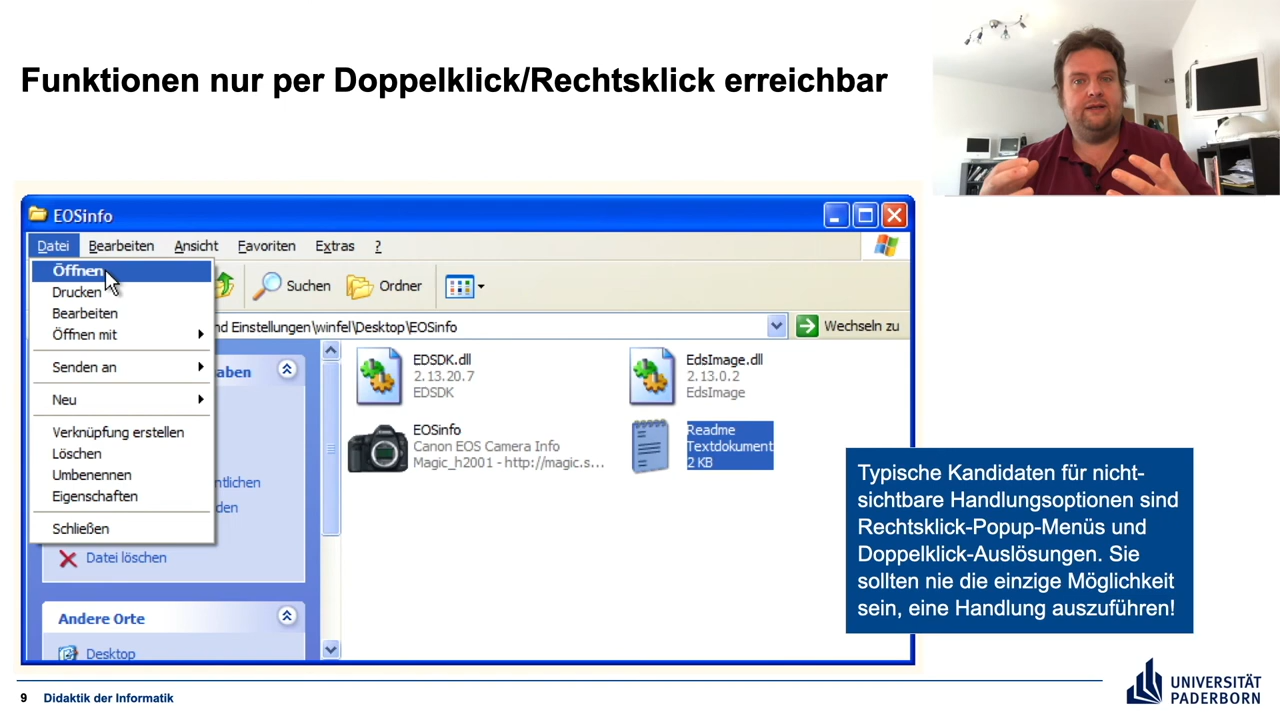 Funktionen nur per Doppelklick/Rechtsklick erreichbar
EOSinfo
Datei Bearbeiten Ansicht Favoriten Extras ?
Öffnen
Drucken
Bearbeiten
Öffnen mit
Senden an
Neu
Verknüpfung erstellen
Löschen
Umbenennen
Eigenschaften
Schließen
Suchen Ordner
nd Einstellungen\winfel\Desktop\EOSinfo
Wechseln zu
aben
entlichen
den
Datei löschen
Andere Orte
Desktop
EDSDK.dll
2.13.20.7
EDSDK
EdsImage.dll
2.13.0.2
EdsImage
EOSinfo
Canon EOS Camera Info
Magic_h2001 - http://magic.s...
Readme
Textdokument
2 KB
Typische Kandidaten für nicht-
sichtbare Handlungsoptionen sind
Rechtsklick-Popup-Menüs und
Doppelklick-Auslösungen. Sie
sollten nie die einzige Möglichkeit
sein, eine Handlung auszuführen!
9 Didaktik der Informatik
UNIVERSITÄT
PADERBORN